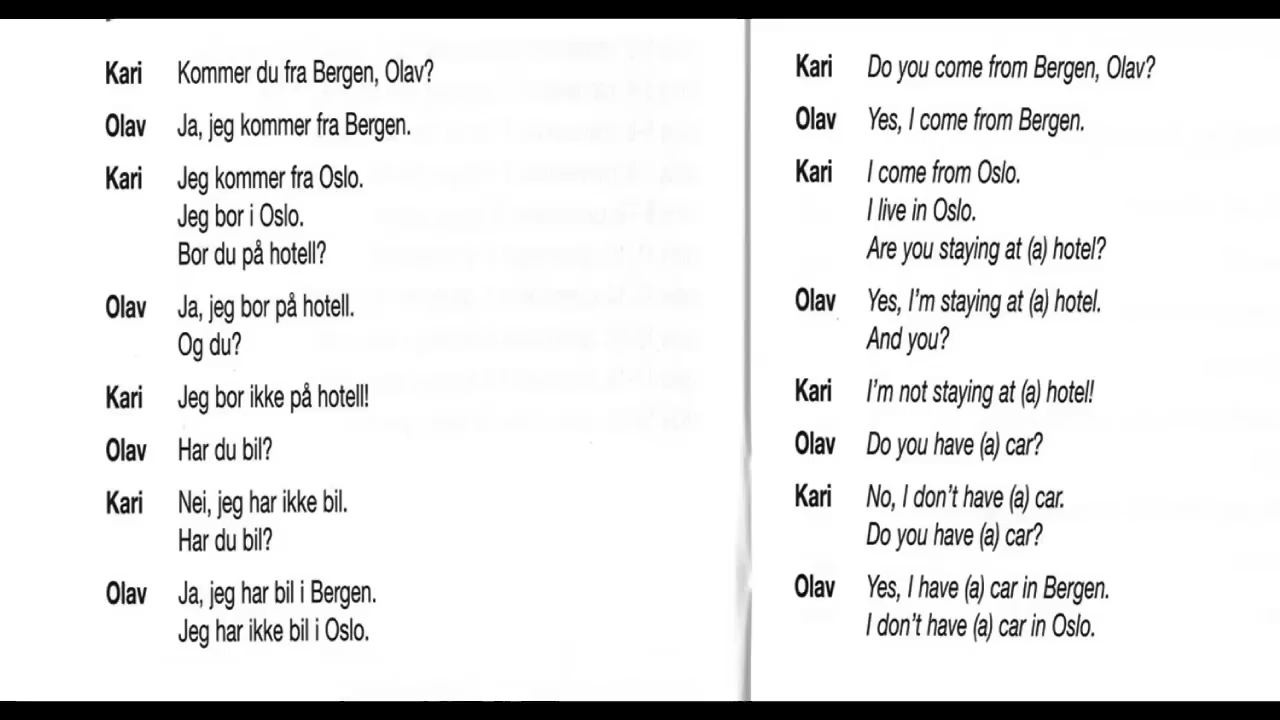 Kari Kommer du fra Bergen, Olav?
Olav Ja, jeg kommer fra Bergen.
Kari Jeg kommer fra Oslo.
Jeg bor i Oslo.
Bor du på hotell?
Olav Ja, jeg bor på hotell.
Og du?
Kari Jeg bor ikke på hotell!
Olav Har du bil?
Kari Nei, jeg har ikke bil.
Har du bil?
Olav Ja, jeg har bil i Bergen.
Jeg har ikke bil i Oslo.
Kari Do you come from Bergen, Olav?
Olav Yes, I come from Bergen.
Kari I come from Oslo.
I live in Oslo.
Are you staying at (a) hotel?
Olav Yes, I'm staying at (a) hotel.
And you?
Kari I'm not staying at (a) hotel!
Olav Do you have (a) car?
Kari No, I don't have (a) car.
Do you have (a) car?
Olav Yes, I have (a) car in Bergen.
I don't have (a) car in Oslo.